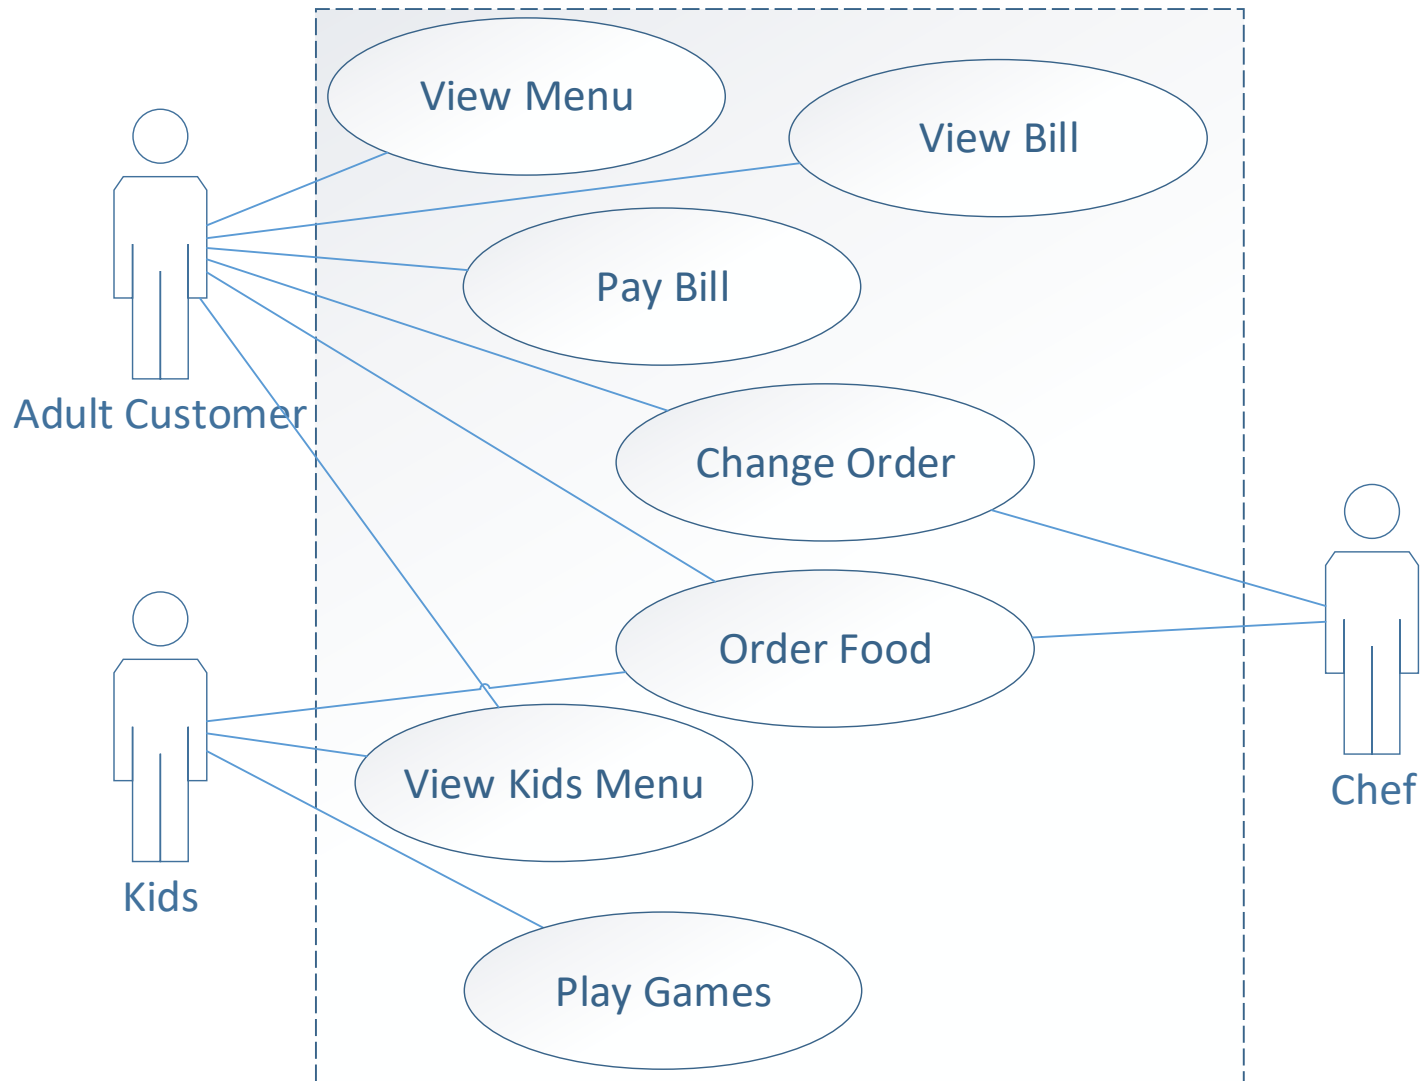 View Menu
View Bill
Pay Bill
Adult Customer
Change Order
Order Food
View Kids Menu
Chef
Kids
Play Games